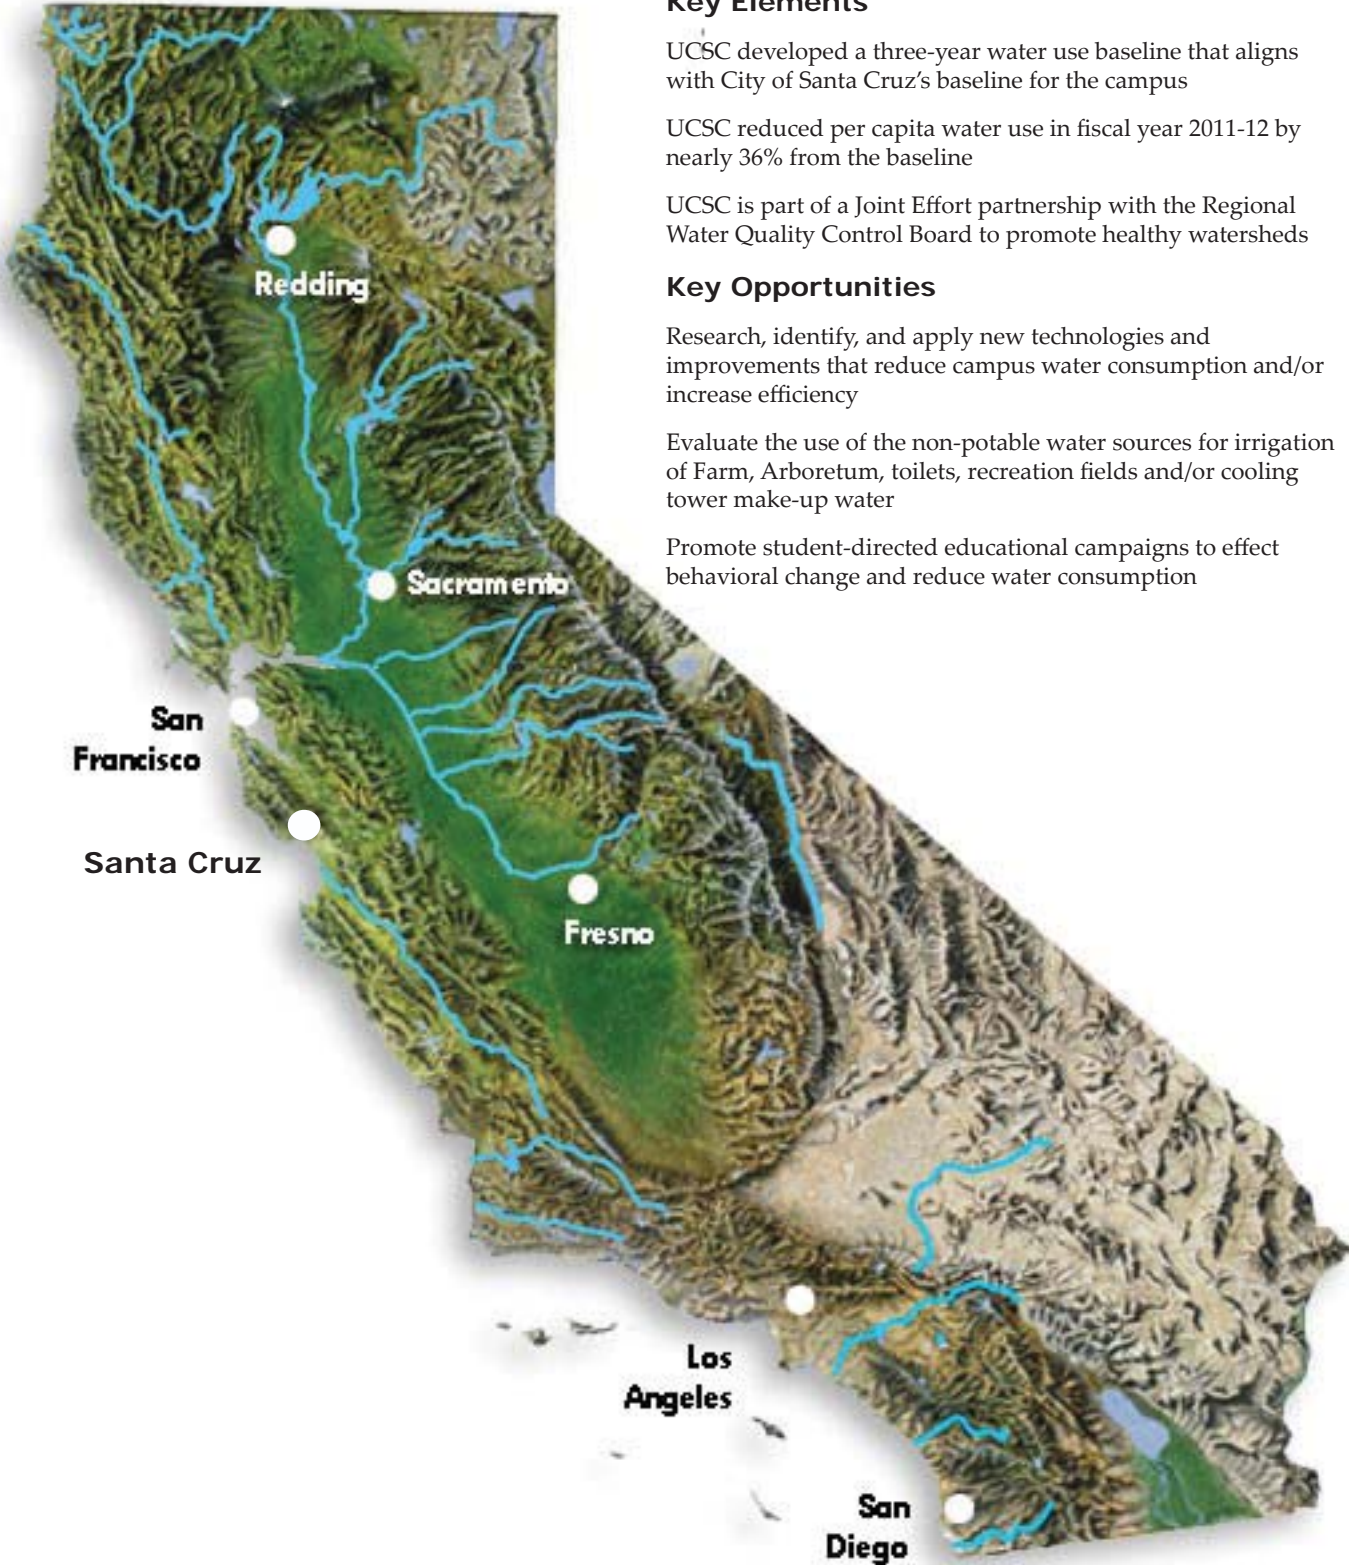 Key Elements
UCSC developed a three-year water use baseline that aligns
with City of Santa Cruz’s baseline for the campus
UCSC reduced per capita water use in fiscal year 2011-12 by
nearly 36% from the baseline
UCSC is part of a Joint Effort partnership with the Regional
Water Quality Control Board to promote healthy watersheds
Key Opportunities
Research, identify, and apply new technologies and
improvements that reduce campus water consumption and/or
increase efficiency
Evaluate the use of the non-potable water sources for irrigation
of Farm, Arboretum, toilets, recreation fields and/or cooling
tower make-up water
Promote student-directed educational campaigns to effect
behavioral change and reduce water consumption
Redding
Sacramento
San
Francisco
Santa Cruz
Fresno
Los
Angeles
San
Diego